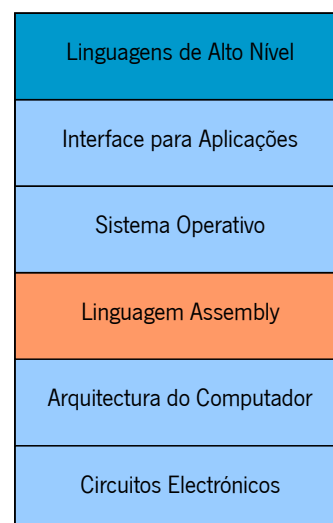 Linguagens de Alto Nível
Interface para Aplicações
Sistema Operativo
Linguagem Assembly
Arquitectura do Computador
Circuitos Electrónicos